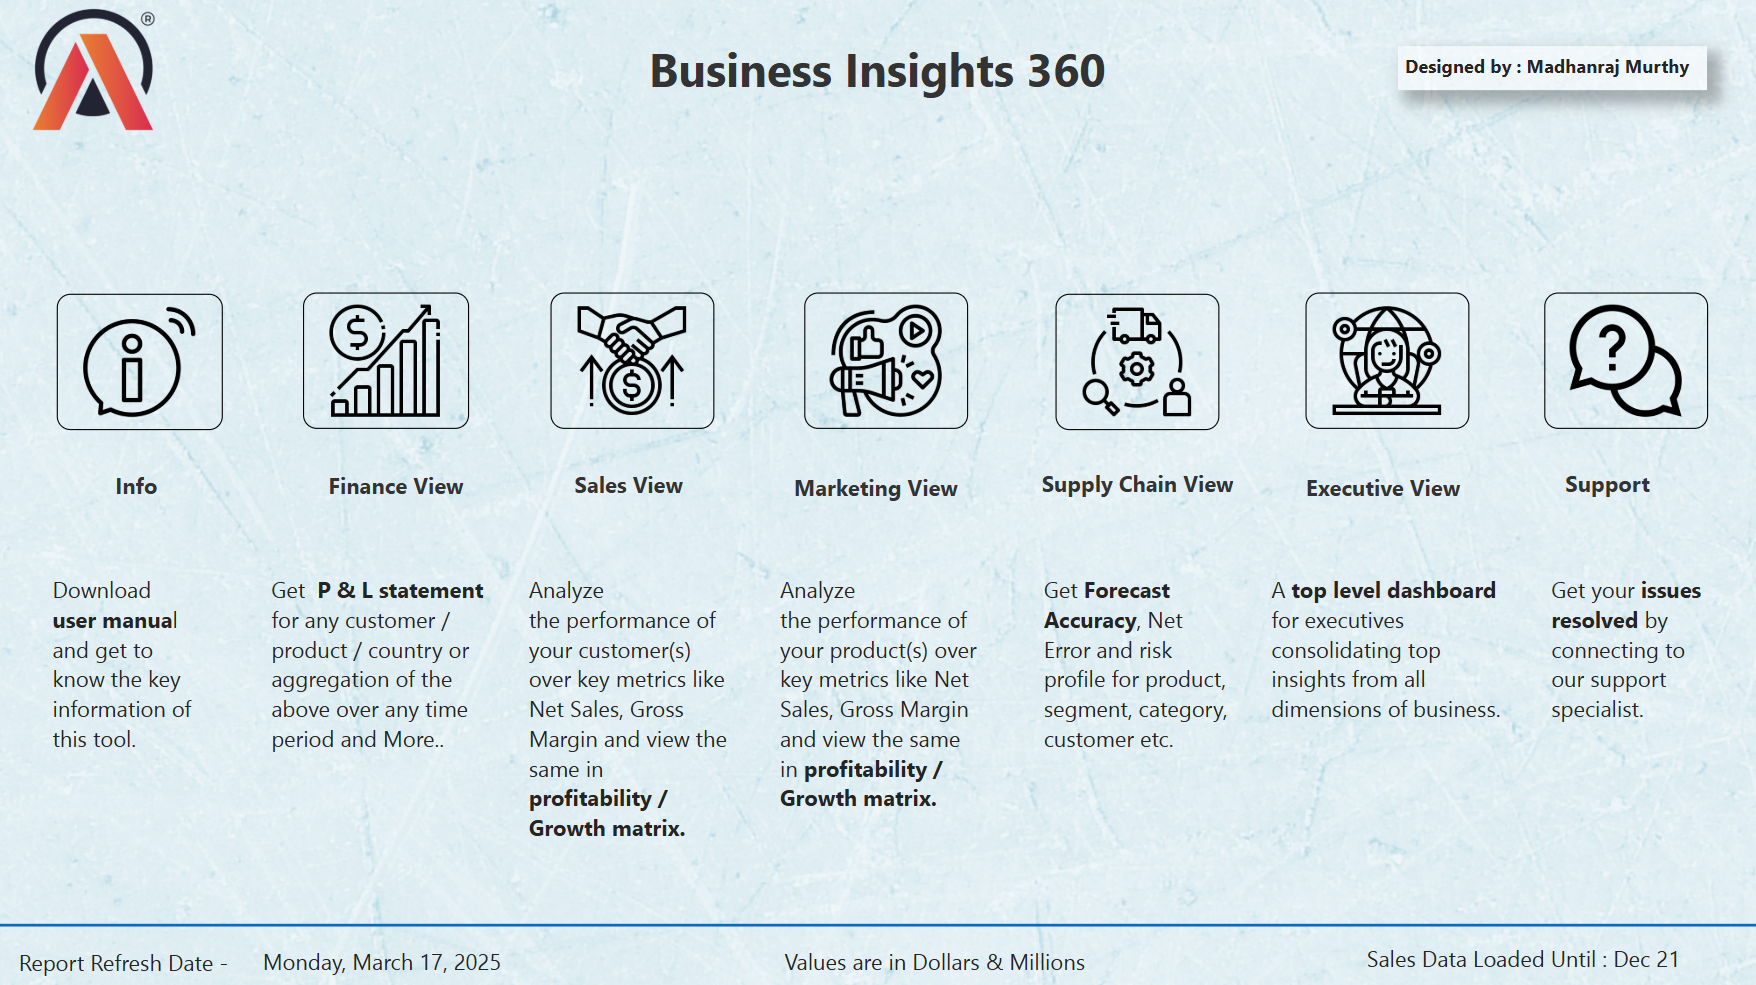 ®
Business Insights 360
Designed by : Madhanraj Murthy
Info
Finance View
Sales View
Marketing View
Supply Chain View
Executive View
Support
Download
user manual
and get to
know the key
information of
this tool.
Get P & L statement
for any customer /
product / country or
aggregation of the
above over any time
period and More..
Analyze
the performance of
your customer(s)
over key metrics like
Net Sales, Gross
Margin and view the
same in
profitability /
Growth matrix.
Analyze
the performance of
your product(s) over
key metrics like Net
Sales, Gross Margin
and view the same
in profitability /
Growth matrix.
Get Forecast
Accuracy, Net
Error and risk
profile for product,
segment, category,
customer etc.
A top level dashboard
for executives
consolidating top
insights from all
dimensions of business.
Get your issues
resolved by
connecting to
our support
specialist.
Report Refresh Date - Monday, March 17, 2025
Values are in Dollars & Millions
Sales Data Loaded Until : Dec 21